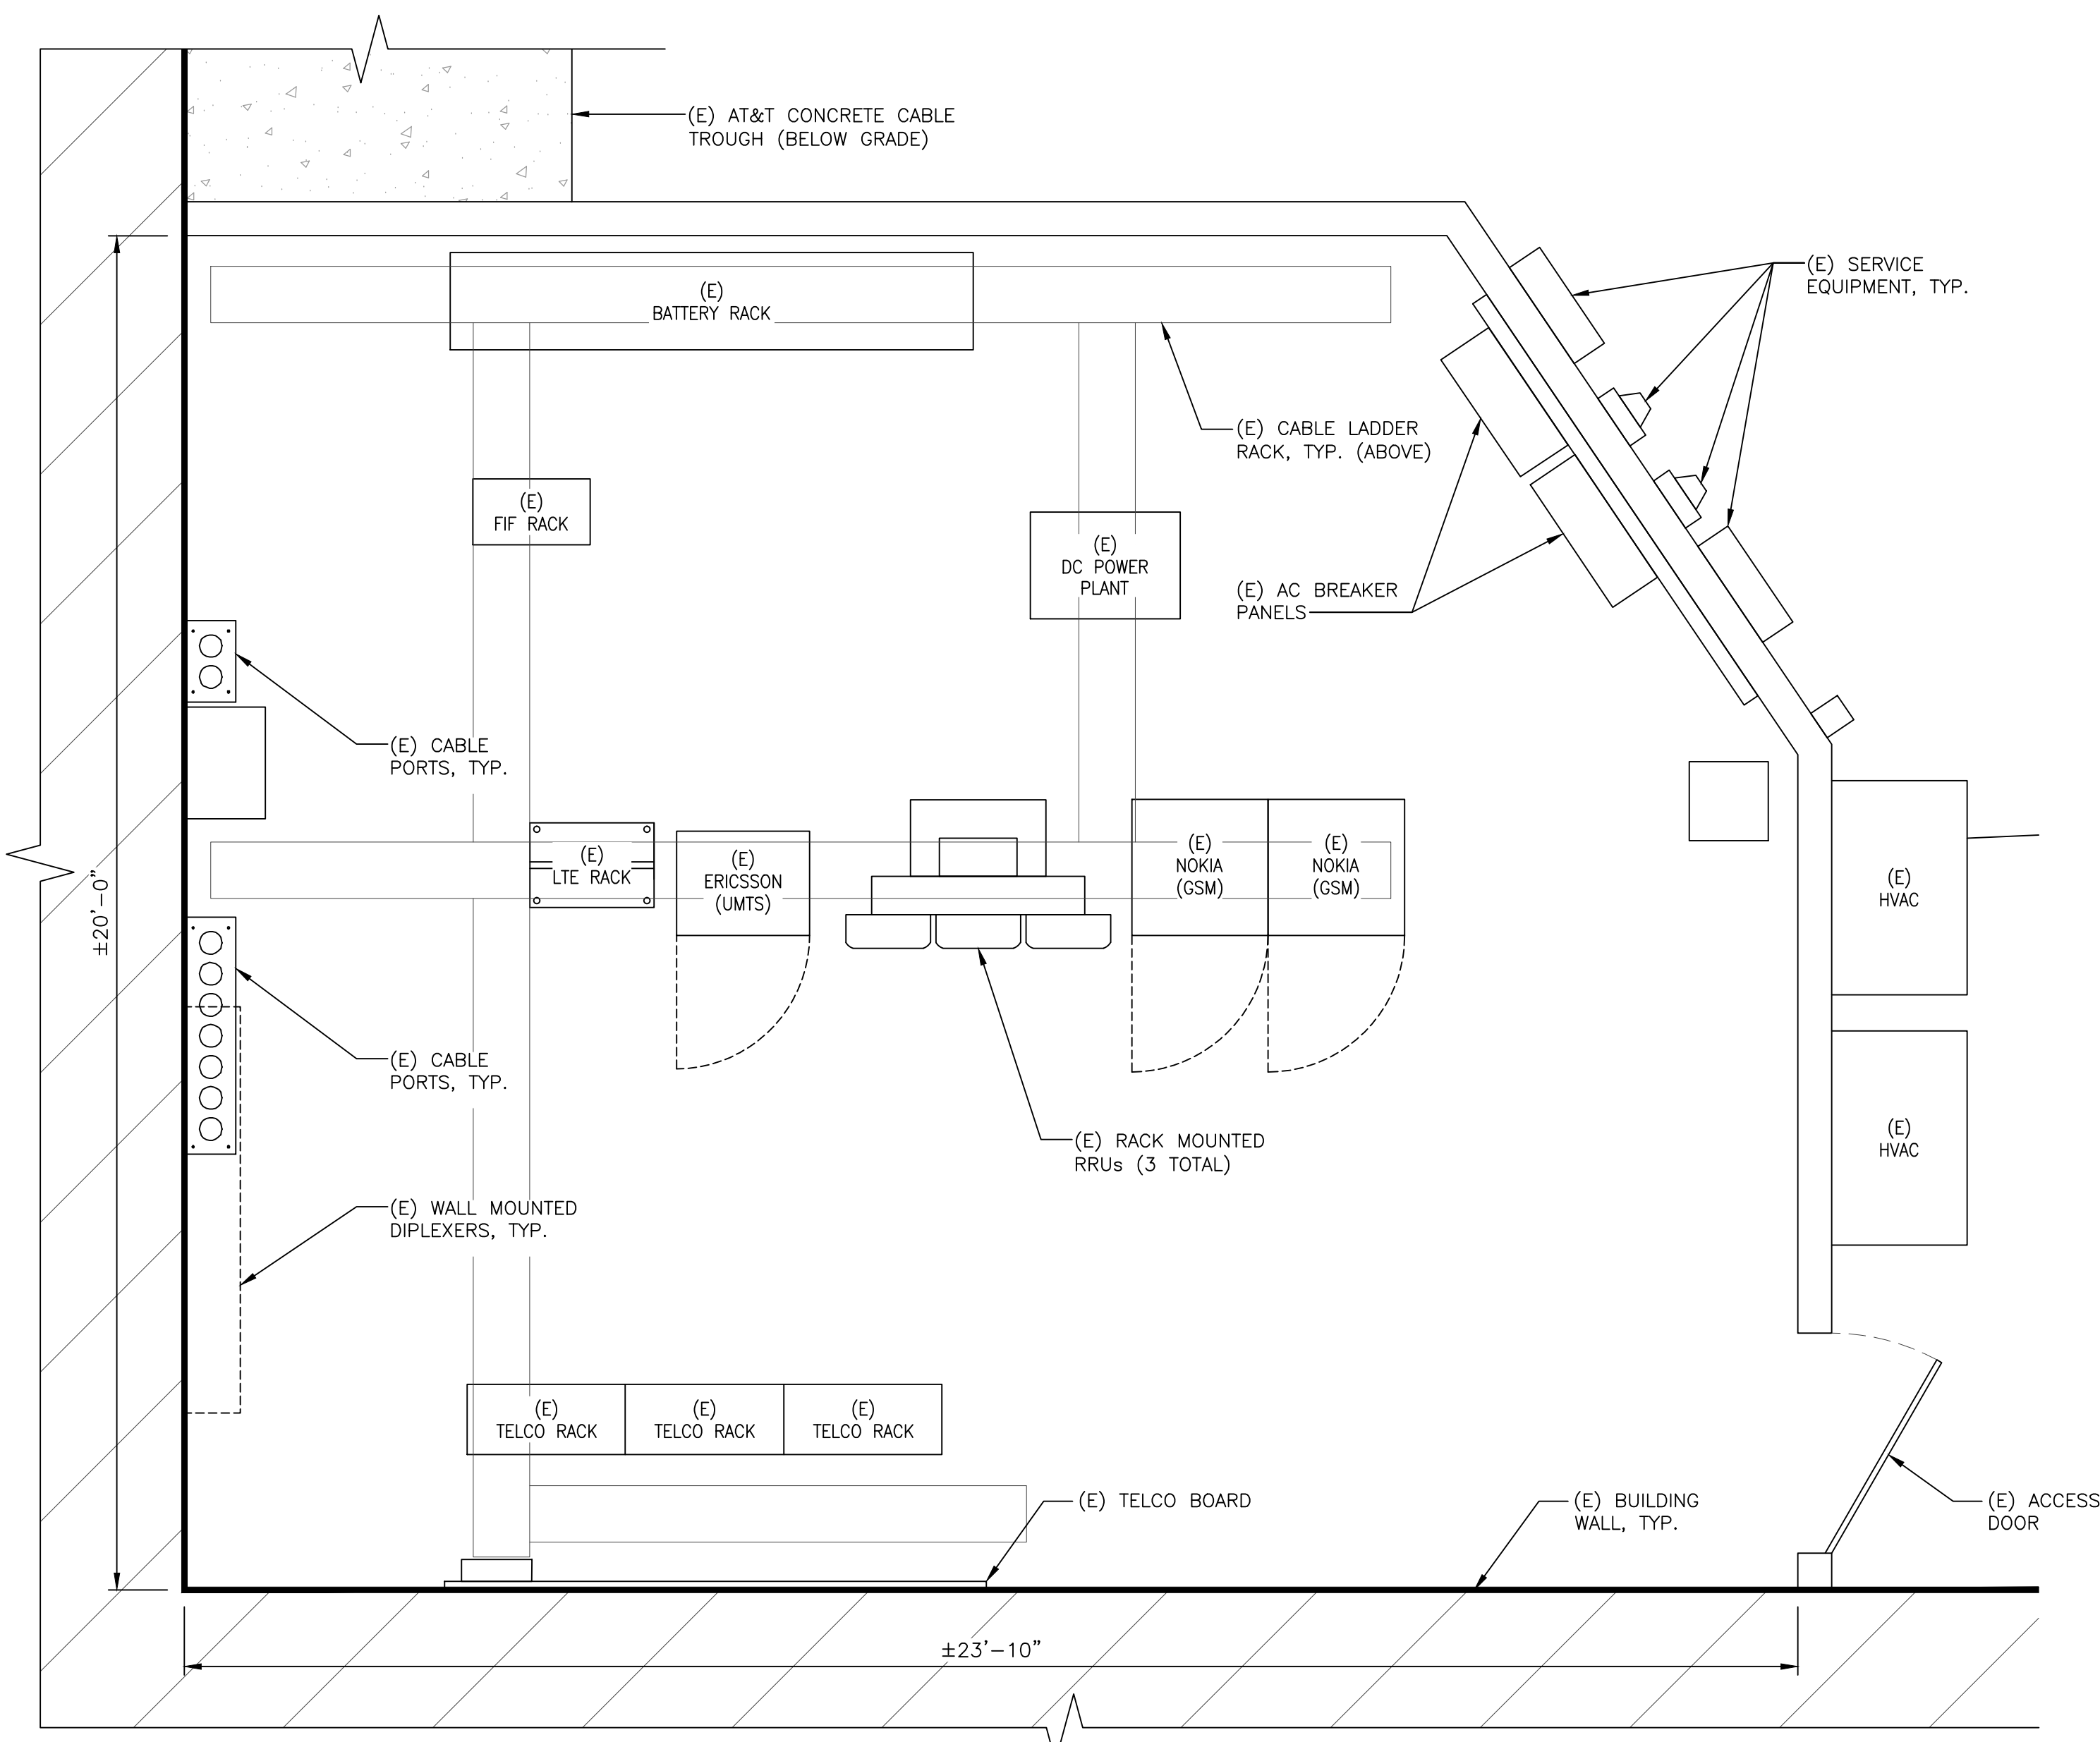 (E) AT&T CONCRETE CABLE
TROUGH (BELOW GRADE)
(E) SERVICE
EQUIPMENT, TYP.
(E)
BATTERY RACK
(E) CABLE LADDER
RACK, TYP. (ABOVE)
(E)
FIF RACK
(E)
DC POWER
PLANT
(E) AC BREAKER
PANELS
(E) CABLE
PORTS, TYP.
(E)
LTE RACK
(E)
ERICSSON
(UMTS)
(E)
NOKIA
(GSM)
(E)
NOKIA
(GSM)
(E)
HVAC
±20'-0"
(E) CABLE
PORTS, TYP.
(E) RACK MOUNTED
RRUs (3 TOTAL)
(E)
HVAC
(E) WALL MOUNTED
DIPLEXERS, TYP.
(E)
TELCO RACK
(E)
TELCO RACK
(E)
TELCO RACK
(E) TELCO BOARD
(E) BUILDING
WALL, TYP.
(E) ACCESS
DOOR
±23'-10"